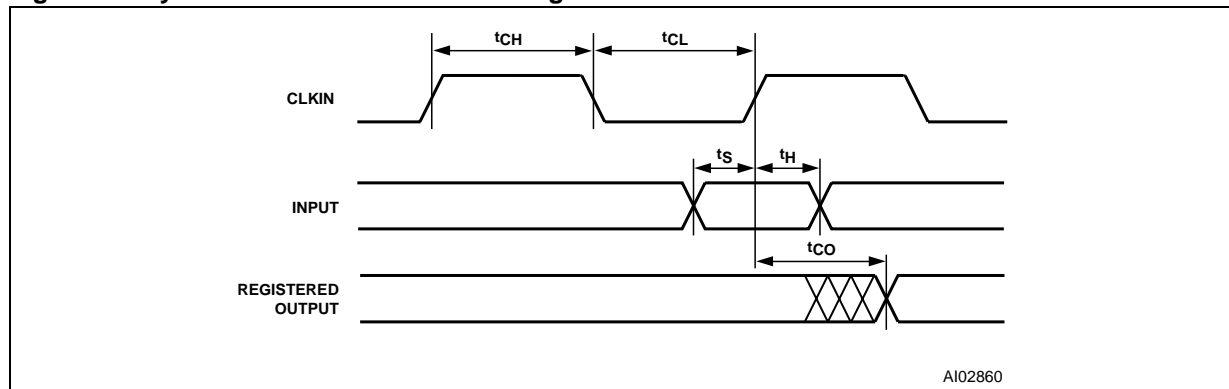 tCH
tCL
CLKIN
tS
tH
INPUT
tCO
REGISTERED
OUTPUT
AI02860